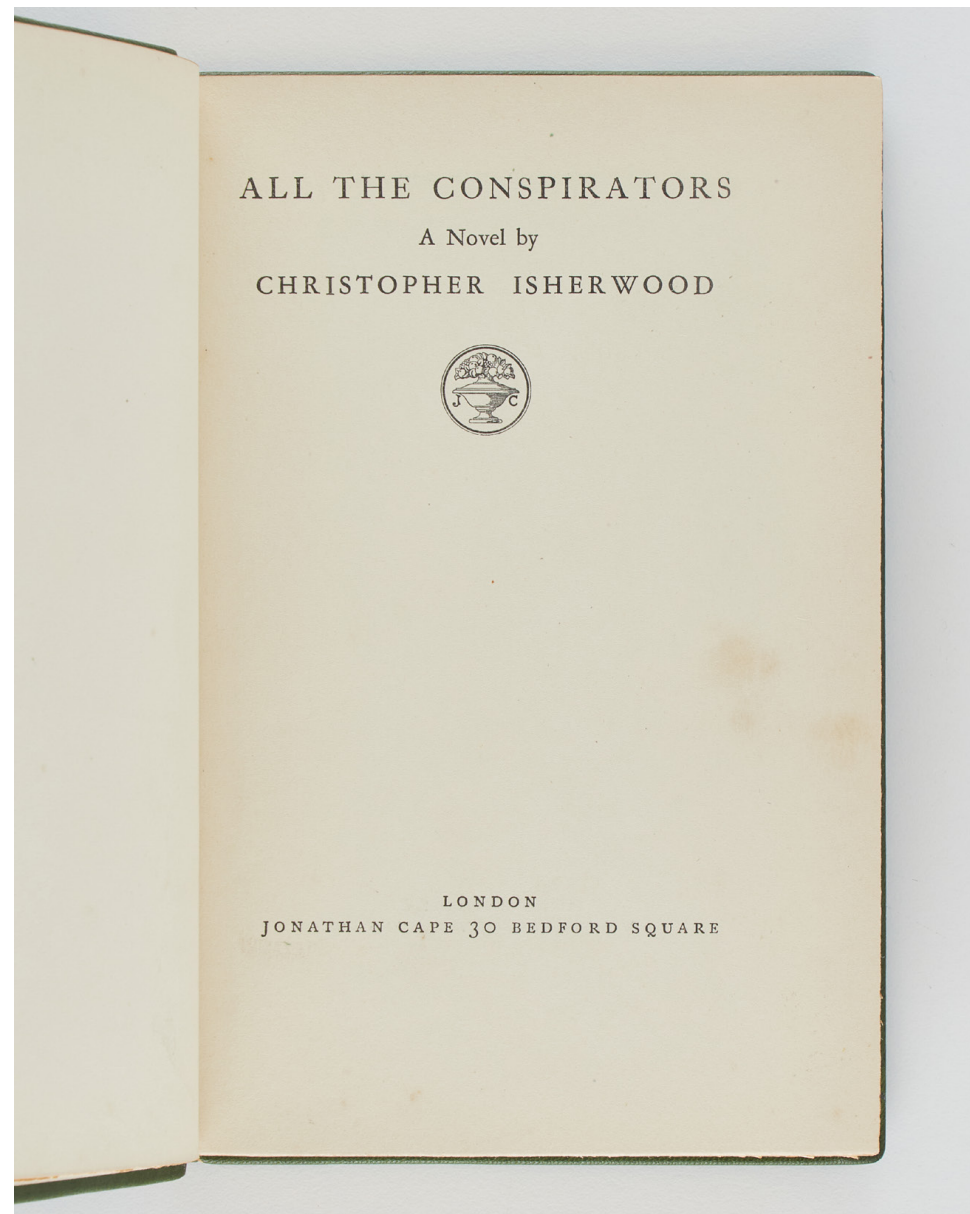 ALL THE CONSPIRATORS
A Novel by
CHRISTOPHER ISHERWOOD
J C
LONDON
JONATHAN CAPE 30 BEDFORD SQUARE